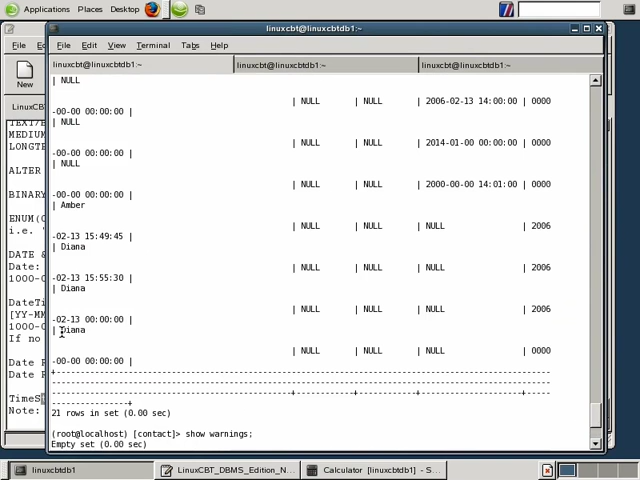 Applications Places Desktop
linuxcbt@linuxcbtdb1:~
File Edit View Terminal Tabs Help
linuxcbt@linuxcbtdb1:~ linuxcbt@linuxcbtdb1:~ linuxcbt@linuxcbtdb1:~
| NULL
| NULL | NULL | 2006-02-13 14:00:00 | 0000
-00-00 00:00:00 |
| NULL
| NULL | NULL | 2014-01-00 00:00:00 | 0000
-00-00 00:00:00 |
| NULL
| NULL | NULL | 2000-00-00 14:01:00 | 0000
-00-00 00:00:00 |
| Amber
| NULL | NULL | NULL | 2006
-02-13 15:49:45 |
| Diana
| NULL | NULL | NULL | 2006
-02-13 15:55:30 |
| Diana
| NULL | NULL | NULL | 2006
-02-13 00:00:00 |
| Diana
| NULL | NULL | NULL | 0000
-00-00 00:00:00 |
21 rows in set (0.00 sec)
(root@localhost) [contact]> show warnings;
Empty set (0.00 sec)
File Ed
New
LinuxCB
TEXT/B
MEDIUM
LONGTE
ALTER
BINARY
ENUM(C
i.e. '
DATE &
Date:
1000-0
DateTi
[YY-MM
1000-0
If no
Date F
Date F
TimeS
Note:
linuxcbtdb1 LinuxCBT_DBMS_Edition_N... Calculator [linuxcbtdb1] - S...